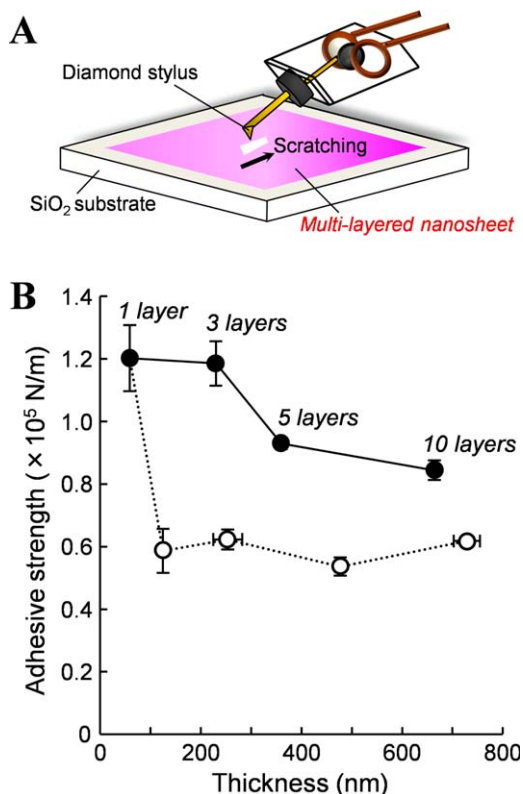 A
Diamond stylus
Scratching
SiO₂ substrate
Multi-layered nanosheet
B
1.4
1.2
1.0
0.8
0.6
0.4
0.2
0
Adhesive strength (× 10⁵ N/m)
1 layer
3 layers
5 layers
10 layers
0 200 400 600 800
Thickness (nm)